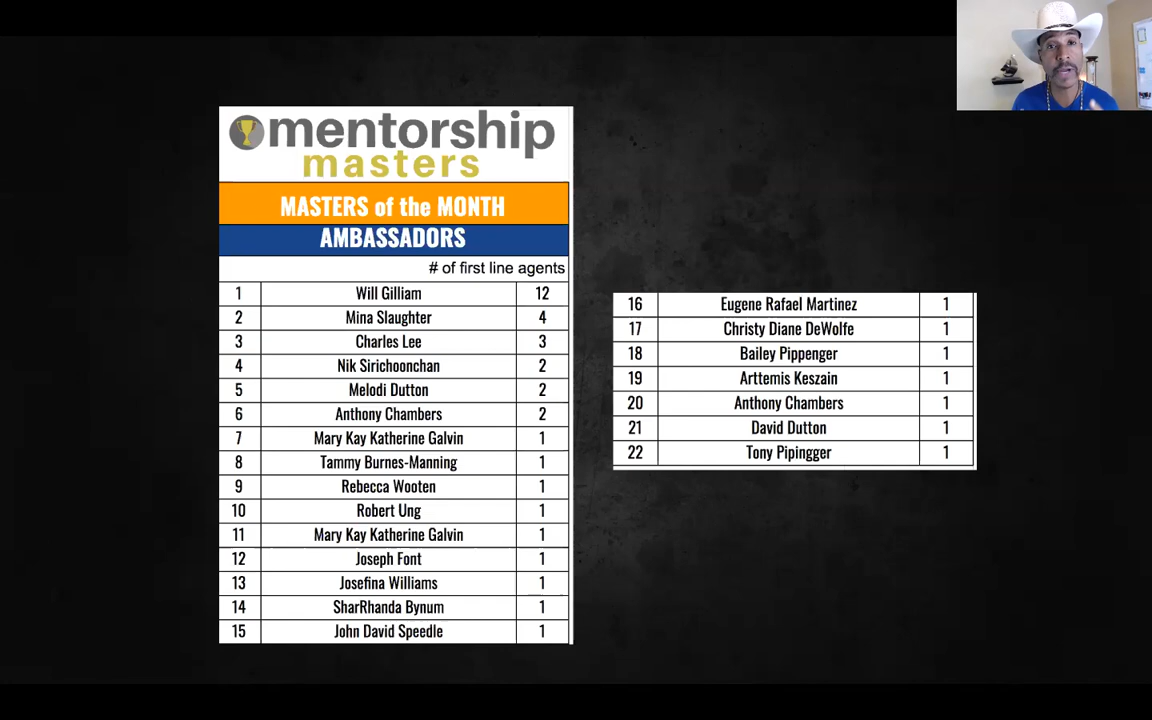 mentorship
masters
MASTERS of the MONTH
AMBASSADORS
# of first line agents
1 Will Gilliam 12
2 Mina Slaughter 4
3 Charles Lee 3
4 Nik Sirichoonchan 2
5 Melodi Dutton 2
6 Anthony Chambers 2
7 Mary Kay Katherine Galvin 1
8 Tammy Burnes-Manning 1
9 Rebecca Wooten 1
10 Robert Ung 1
11 Mary Kay Katherine Galvin 1
12 Joseph Font 1
13 Josefina Williams 1
14 SharRhanda Bynum 1
15 John David Speedle 1
16 Eugene Rafael Martinez 1
17 Christy Diane DeWolfe 1
18 Bailey Pippenger 1
19 Arttemis Keszain 1
20 Anthony Chambers 1
21 David Dutton 1
22 Tony Pipingger 1